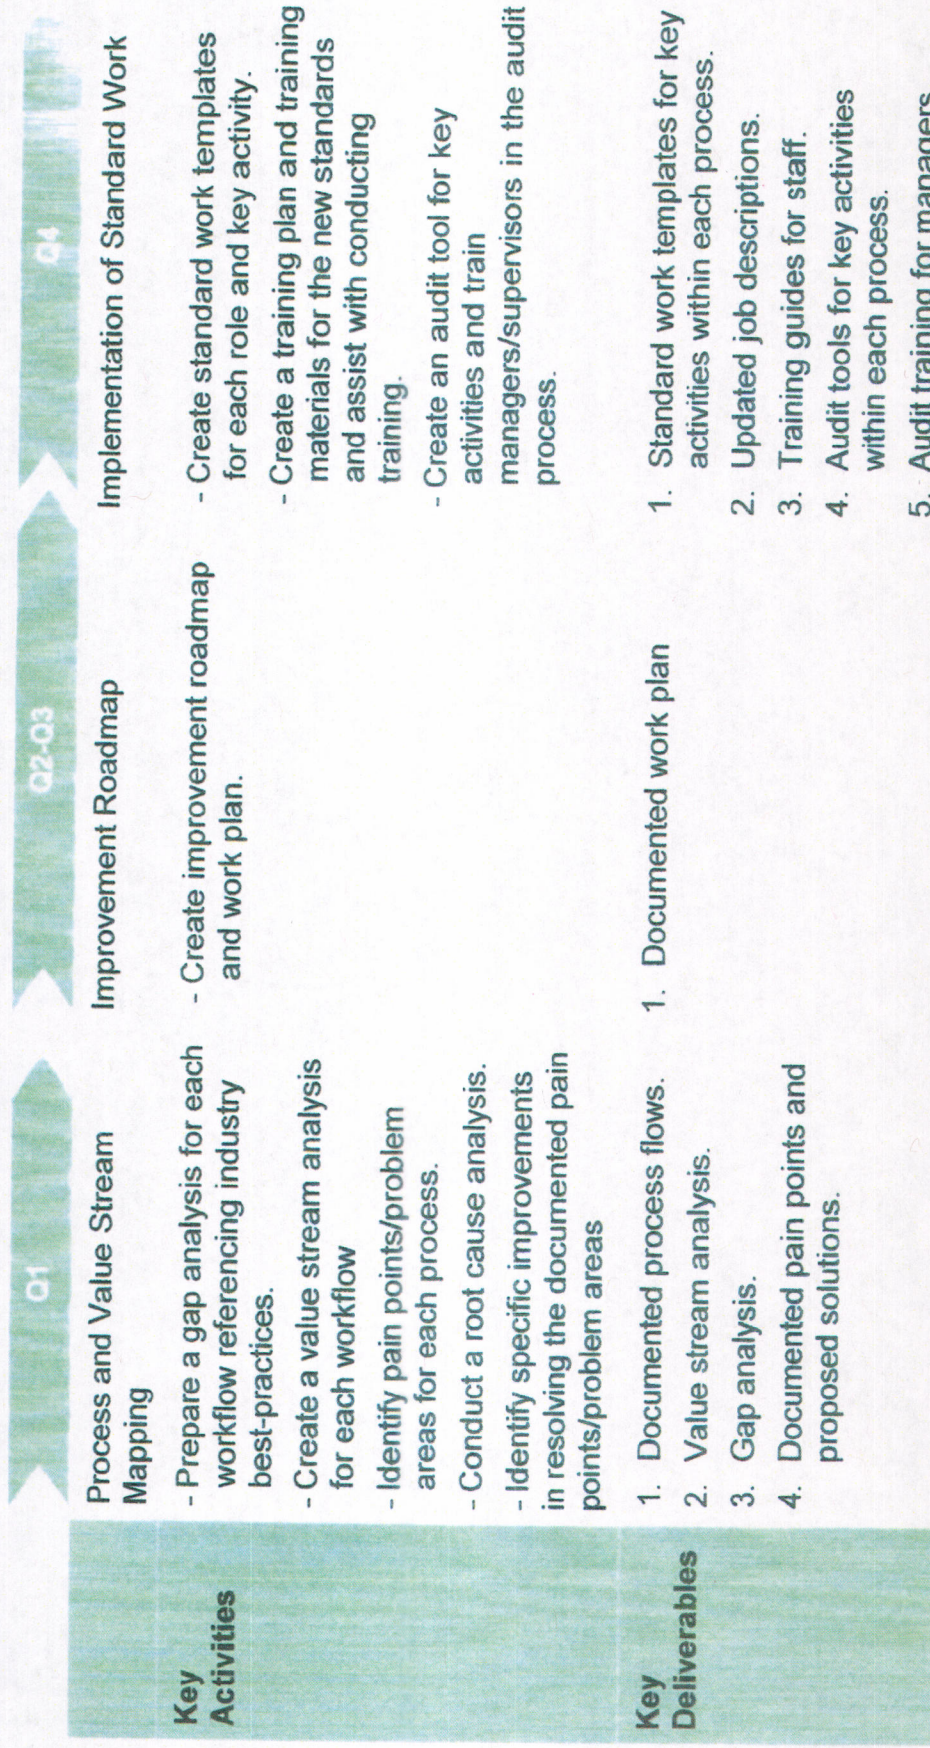 Q1
Q2-Q3
Q4
Process and Value Stream
Mapping
Improvement Roadmap
Implementation of Standard Work
Key
Activities
- Prepare a gap analysis for each
workflow referencing industry
best-practices.
- Create a value stream analysis
for each workflow
- Identify pain points/problem
areas for each process.
- Conduct a root cause analysis.
- Identify specific improvements
in resolving the documented pain
points/problem areas
- Create improvement roadmap
and work plan.
- Create standard work templates
for each role and key activity.
- Create a training plan and training
materials for the new standards
and assist with conducting
training.
- Create an audit tool for key
activities and train
managers/supervisors in the audit
process.
Key
Deliverables
1. Documented process flows.
2. Value stream analysis.
3. Gap analysis.
4. Documented pain points and
proposed solutions.
1. Documented work plan
1. Standard work templates for key
activities within each process.
2. Updated job descriptions.
3. Training guides for staff.
4. Audit tools for key activities
within each process.
5. Audit training for managers